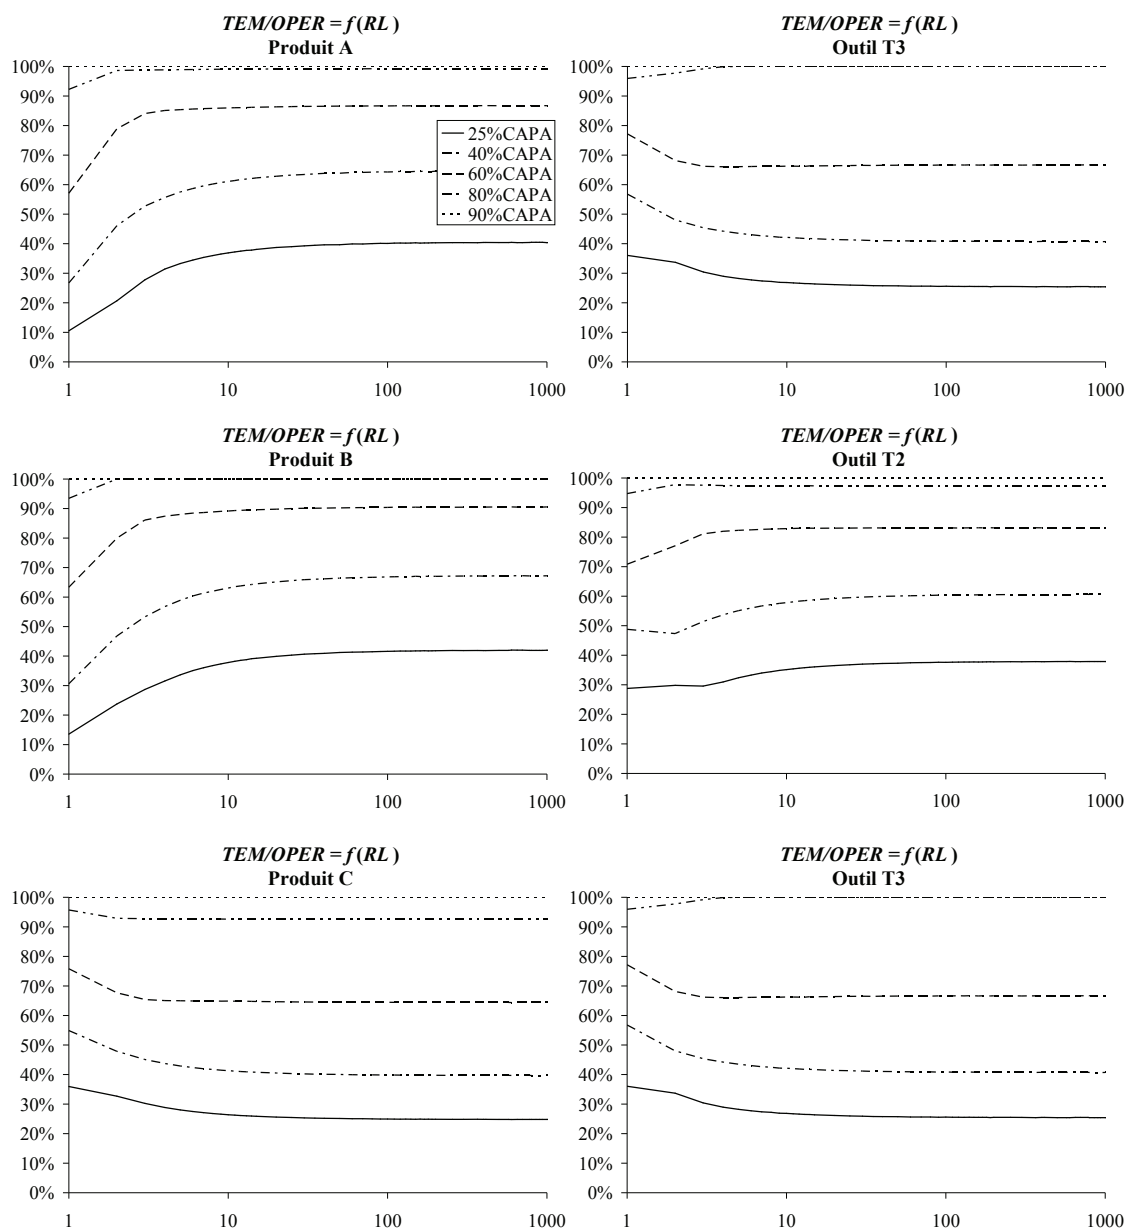 TEM/OPER = f(RL )
Produit A
100%
90%
80%
70%
60%
50%
40%
30%
20%
10%
0%
1 10 100 1000
25%CAPA
40%CAPA
60%CAPA
80%CAPA
90%CAPA
TEM/OPER = f(RL )
Outil T3
100%
90%
80%
70%
60%
50%
40%
30%
20%
10%
0%
1 10 100 1000
TEM/OPER = f(RL )
Produit B
100%
90%
80%
70%
60%
50%
40%
30%
20%
10%
0%
1 10 100 1000
TEM/OPER = f(RL )
Outil T2
100%
90%
80%
70%
60%
50%
40%
30%
20%
10%
0%
1 10 100 1000
TEM/OPER = f(RL )
Produit C
100%
90%
80%
70%
60%
50%
40%
30%
20%
10%
0%
1 10 100 1000
TEM/OPER = f(RL )
Outil T3
100%
90%
80%
70%
60%
50%
40%
30%
20%
10%
0%
1 10 100 1000